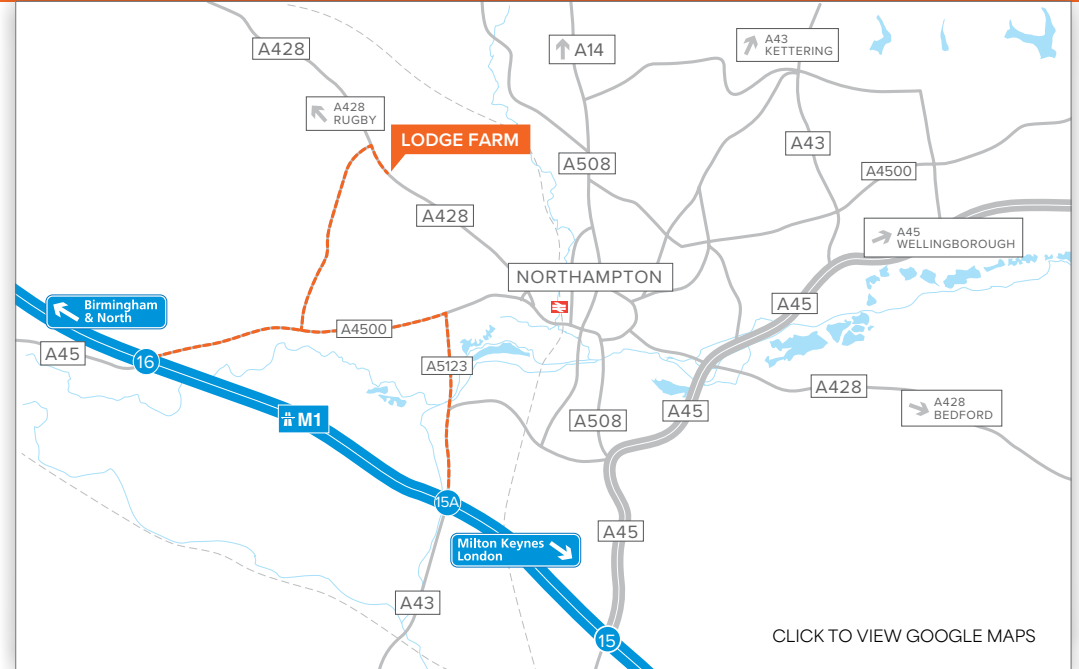 A428
A14
A43
KETTERING
A428
RUGBY
LODGE FARM
A508
A43
A4500
A428
A45
WELLINGBOROUGH
NORTHAMPTON
Birmingham
& North
A45
A4500
A45
16
A5123
A428
M1
A508
A45
A428
BEDFORD
15A
A45
Milton Keynes
London
A43
15
CLICK TO VIEW GOOGLE MAPS